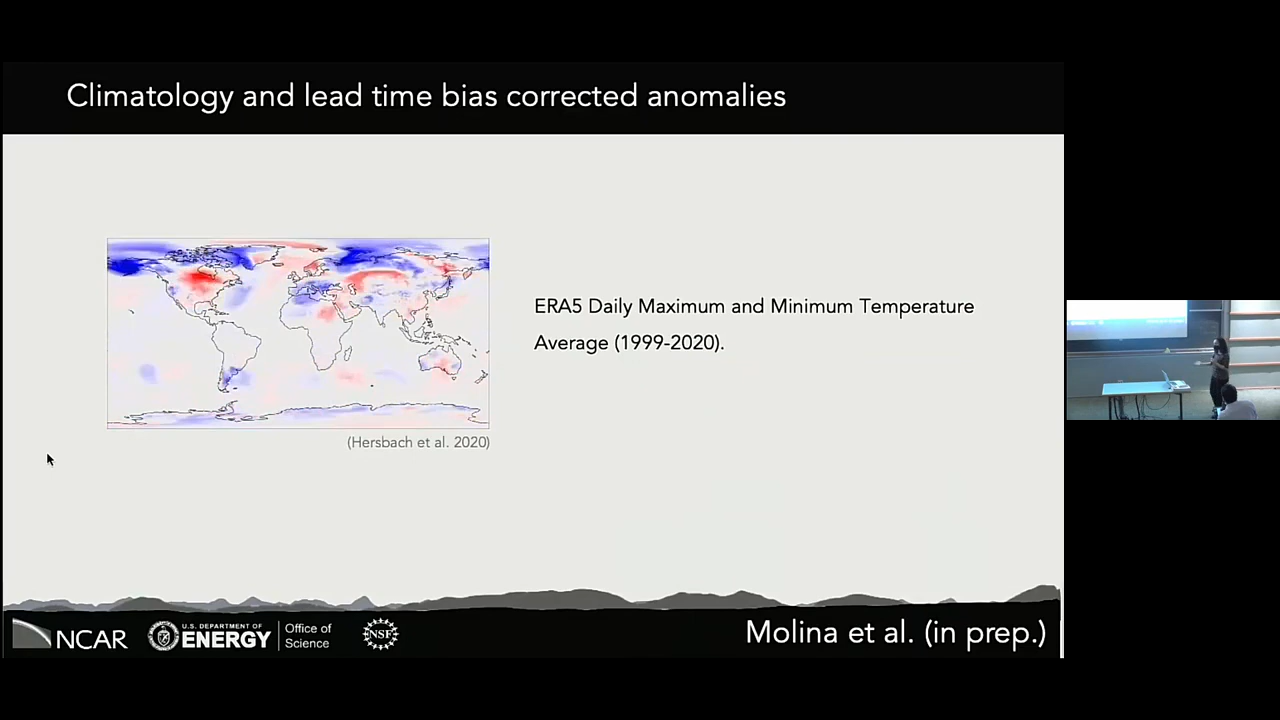 Climatology and lead time bias corrected anomalies
ERA5 Daily Maximum and Minimum Temperature
Average (1999-2020).
(Hersbach et al. 2020)
NCAR
U.S. DEPARTMENT OF
ENERGY
Office of
Science
NSF
Molina et al. (in prep.)